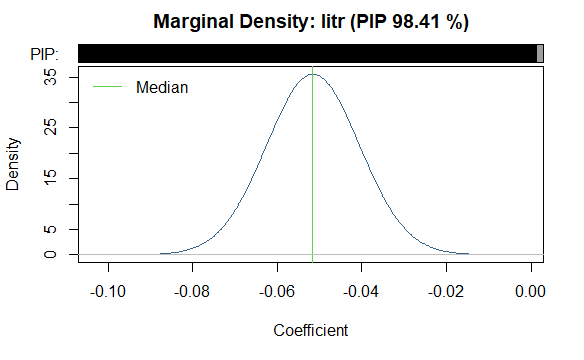 Marginal Density: litr (PIP 98.41 %)
PIP:
Median
Density
35
25
15
5
0
-0.10 -0.08 -0.06 -0.04 -0.02 0.00
Coefficient